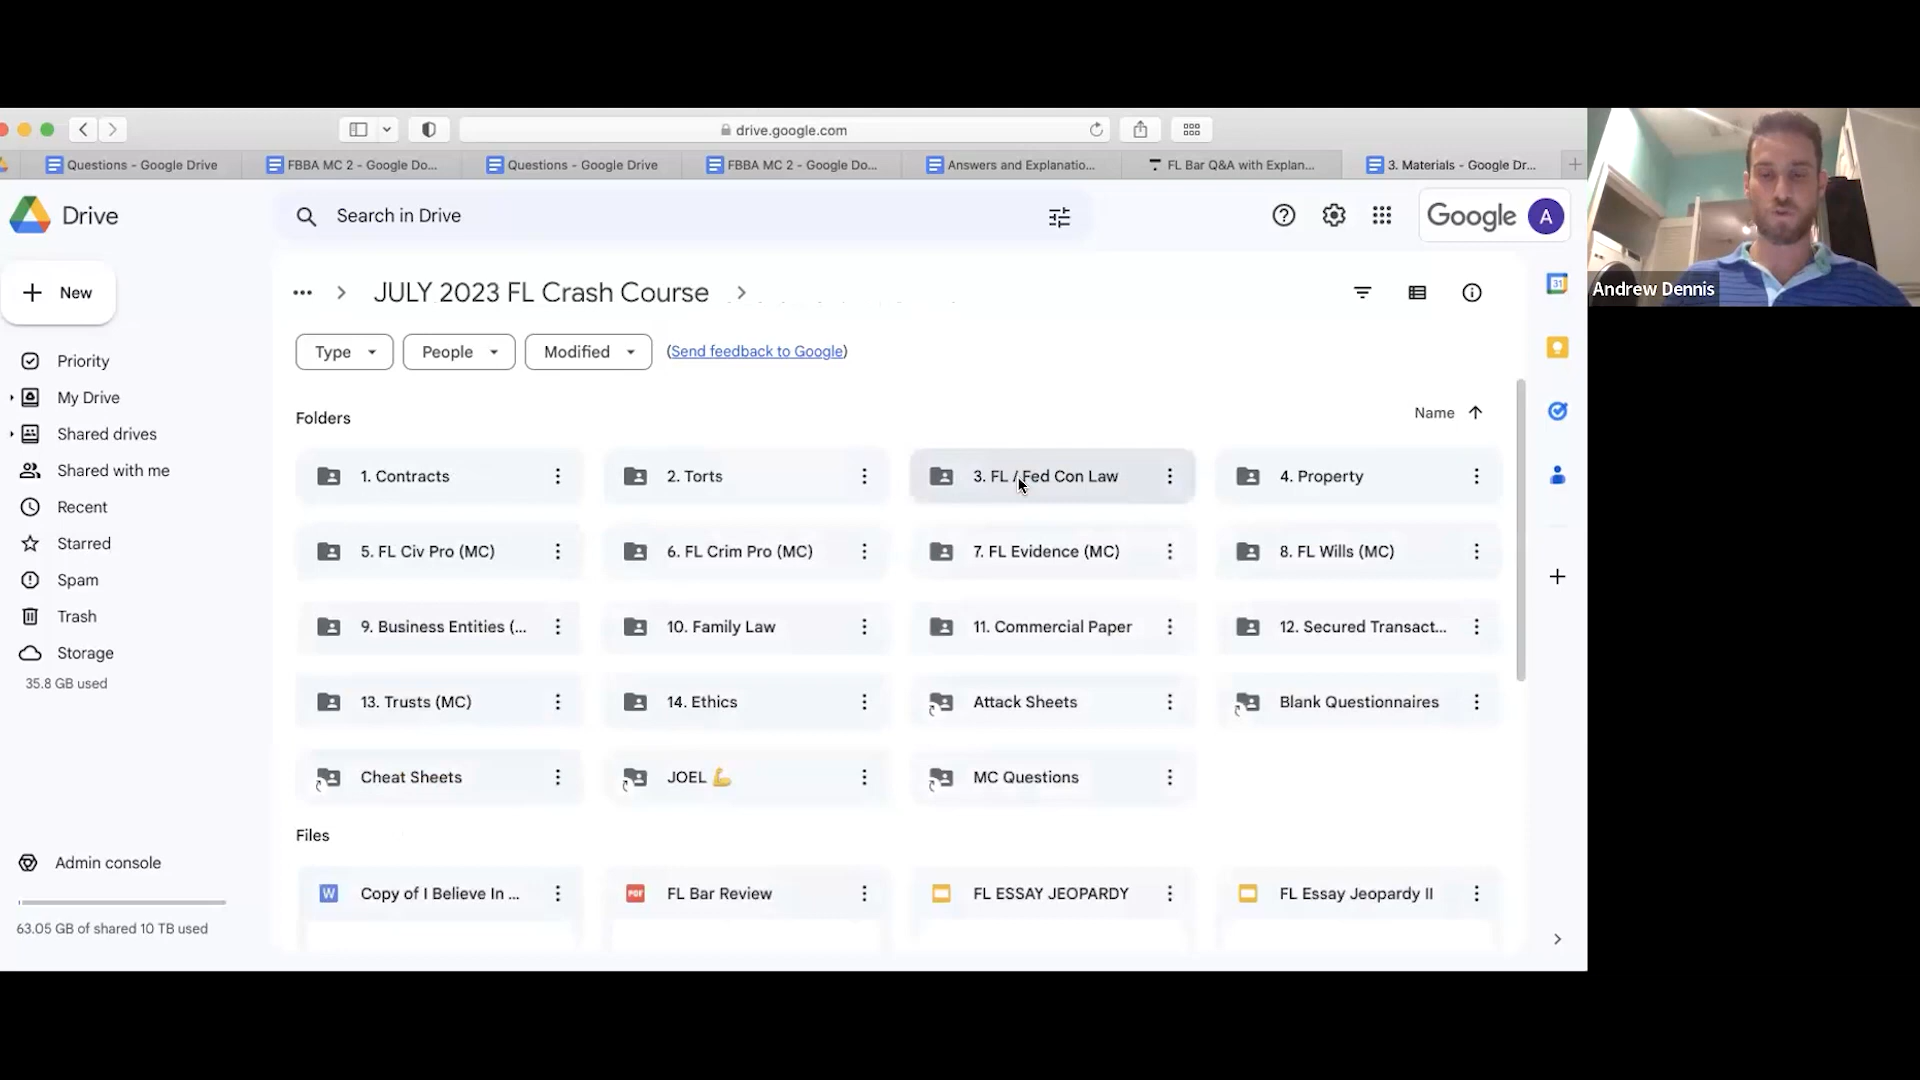 drive.google.com
Questions - Google Drive
FBBA MC 2 - Google Do...
Questions - Google Drive
FBBA MC 2 - Google Do...
Answers and Explanatio...
FL Bar Q&A with Explan...
3. Materials - Google Dr...
Drive
Search in Drive
Google
A
New
JULY 2023 FL Crash Course
Type
People
Modified
(Send feedback to Google)
Priority
My Drive
Shared drives
Shared with me
Recent
Starred
Spam
Trash
Storage
35.8 GB used
Admin console
63.05 GB of shared 10 TB used
Folders
Name
1. Contracts
2. Torts
3. FL / Fed Con Law
4. Property
5. FL Civ Pro (MC)
6. FL Crim Pro (MC)
7. FL Evidence (MC)
8. FL Wills (MC)
9. Business Entities (...
10. Family Law
11. Commercial Paper
12. Secured Transact...
13. Trusts (MC)
14. Ethics
Attack Sheets
Blank Questionnaires
Cheat Sheets
JOEL 💪
MC Questions
Files
W
Copy of I Believe In ...
PDF
FL Bar Review
FL ESSAY JEOPARDY
FL Essay Jeopardy II
31
Andrew Dennis